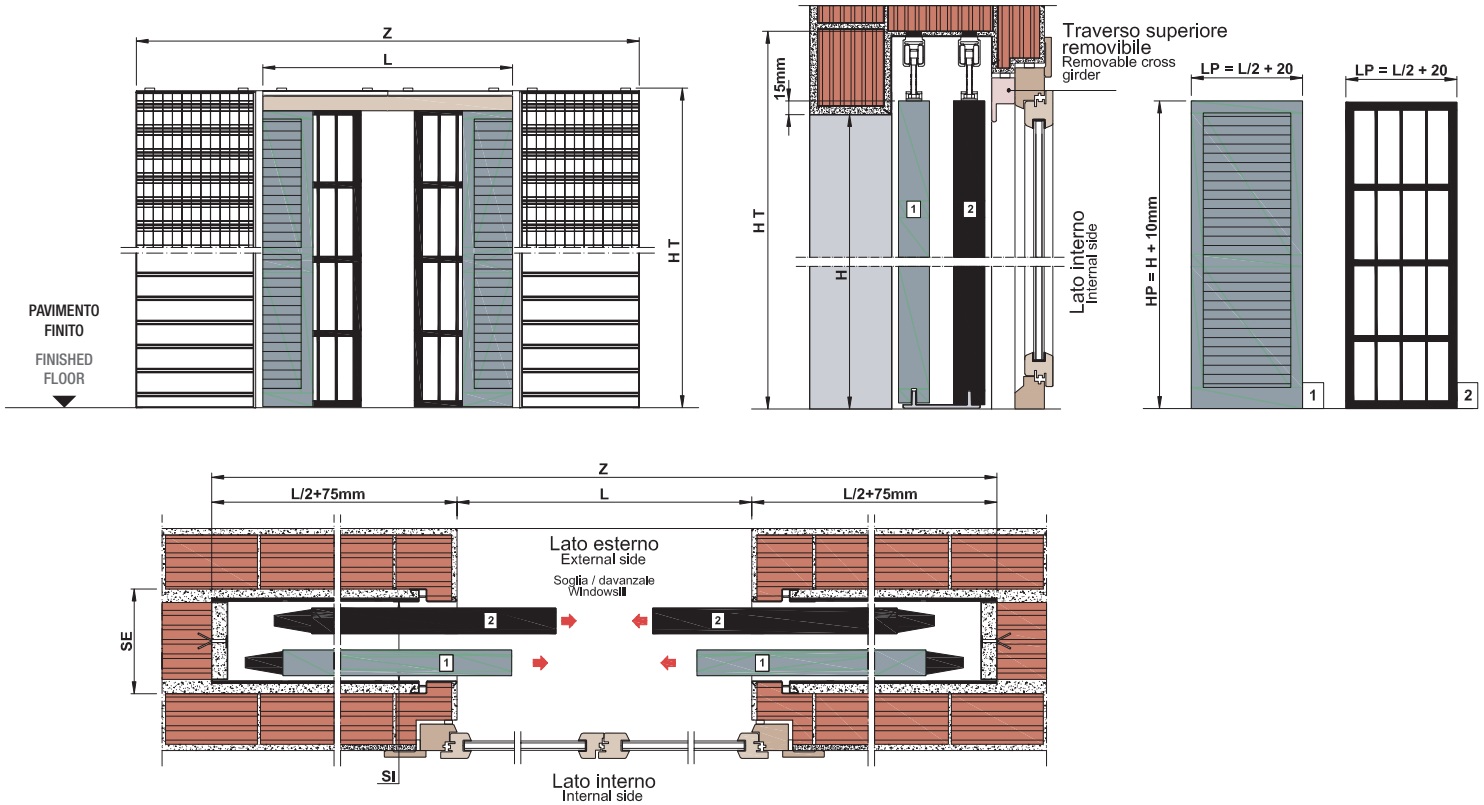 Z
L
H T
PAVIMENTO
FINITO
FINISHED
FLOOR
15mm
H T
H
1
2
Traverso superiore
removibile
Removable cross
girder
Lato interno
Internal side
LP = L/2 + 20
LP = L/2 + 20
HP = H + 10mm
1
2
Z
L/2+75mm
L
L/2+75mm
Lato esterno
External side
Soglia / davanzale
Windowsill
SE
2
2
1
1
SI
Lato interno
Internal side